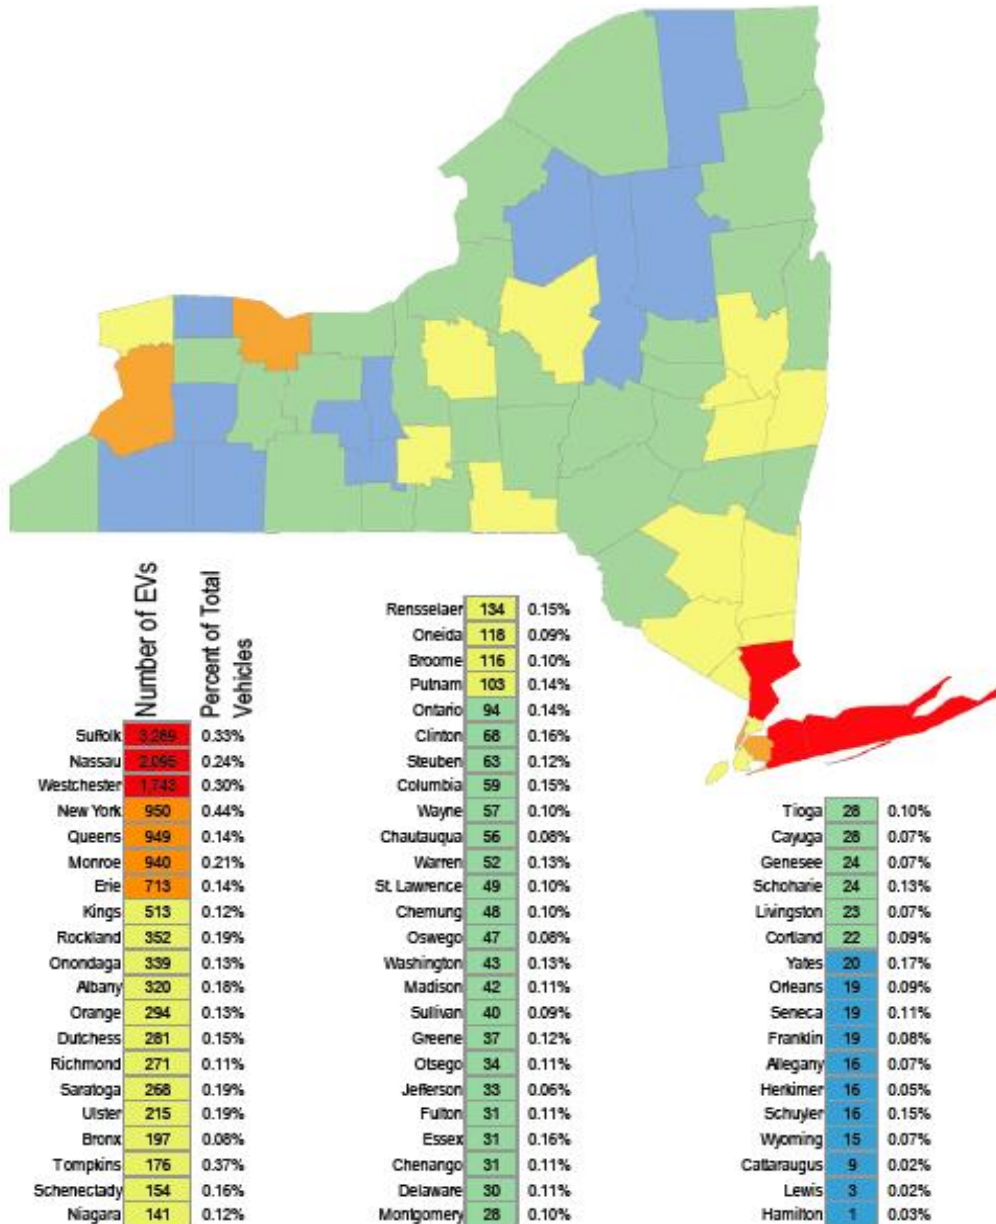 Number of EVs
Percent of Total
Vehicles
Suffolk 3,289 0.33%
Nassau 2,095 0.24%
Westchester 1,743 0.30%
New York 950 0.44%
Queens 949 0.14%
Monroe 940 0.21%
Erie 713 0.14%
Kings 513 0.12%
Rockland 352 0.19%
Onondaga 339 0.13%
Albany 320 0.18%
Orange 294 0.13%
Dutchess 281 0.15%
Richmond 271 0.11%
Saratoga 268 0.19%
Ulster 215 0.19%
Bronx 197 0.08%
Tompkins 176 0.37%
Schenectady 154 0.16%
Niagara 141 0.12%
Rensselaer 134 0.15%
Oneida 118 0.09%
Broome 116 0.10%
Putnam 103 0.14%
Ontario 94 0.14%
Clinton 68 0.16%
Steuben 63 0.12%
Columbia 59 0.15%
Wayne 57 0.10%
Chautauqua 56 0.08%
Warren 52 0.13%
St. Lawrence 49 0.10%
Chemung 48 0.10%
Oswego 47 0.08%
Washington 43 0.13%
Madison 42 0.11%
Sullivan 40 0.09%
Greene 37 0.12%
Otsego 34 0.11%
Jefferson 33 0.06%
Fulton 31 0.11%
Essex 31 0.16%
Chenango 31 0.11%
Delaware 30 0.11%
Montgomery 28 0.10%
Tioga 28 0.10%
Cayuga 28 0.07%
Genesee 24 0.07%
Schoharie 24 0.13%
Livingston 23 0.07%
Cortland 22 0.09%
Yates 20 0.17%
Orleans 19 0.09%
Seneca 19 0.11%
Franklin 19 0.08%
Allegany 16 0.07%
Herkimer 16 0.05%
Schuyler 16 0.15%
Wyoming 15 0.07%
Cattaraugus 9 0.02%
Lewis 3 0.02%
Hamilton 1 0.03%